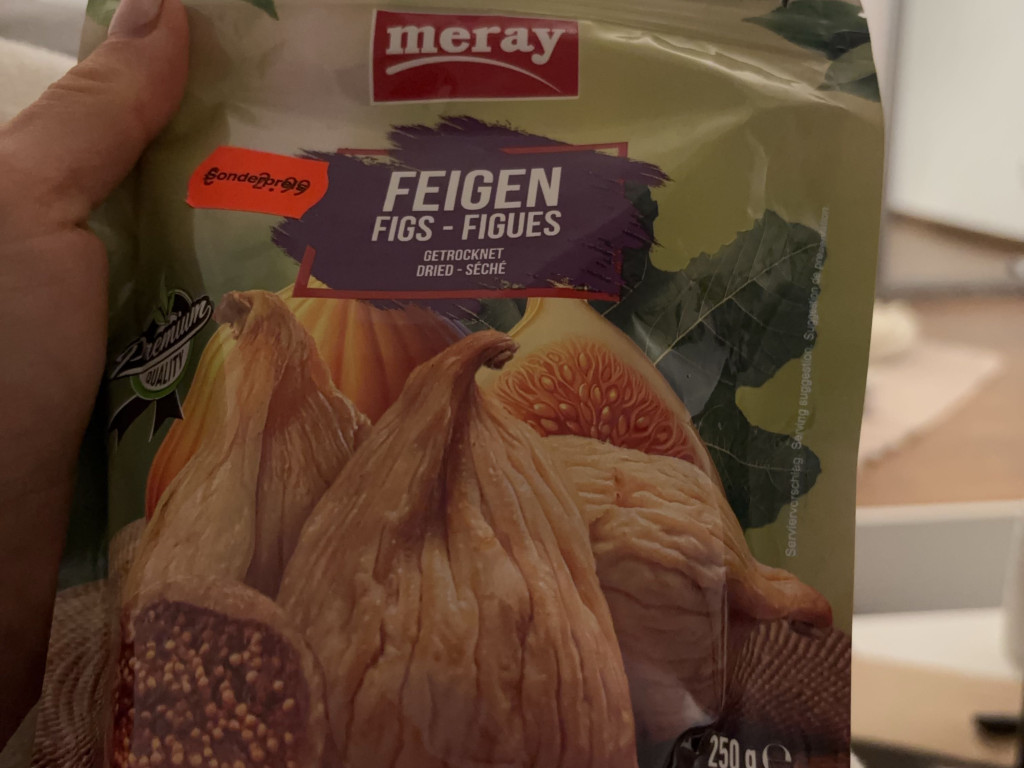 meray
Sonderpreis
FEIGEN
FIGS - FIGUES
GETROCKNET
DRIED - SÉCHÉ
Premium
QUALITY
Serviervorschlag Serving suggestion
250 g ℮